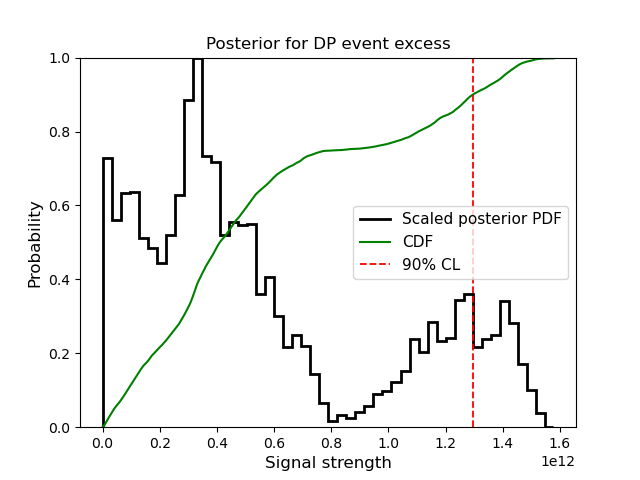 Posterior for DP event excess
Probability
1.0
0.8
0.6
0.4
0.2
0.0
Scaled posterior PDF
CDF
90% CL
0.0 0.2 0.4 0.6 0.8 1.0 1.2 1.4 1.6
1e12
Signal strength